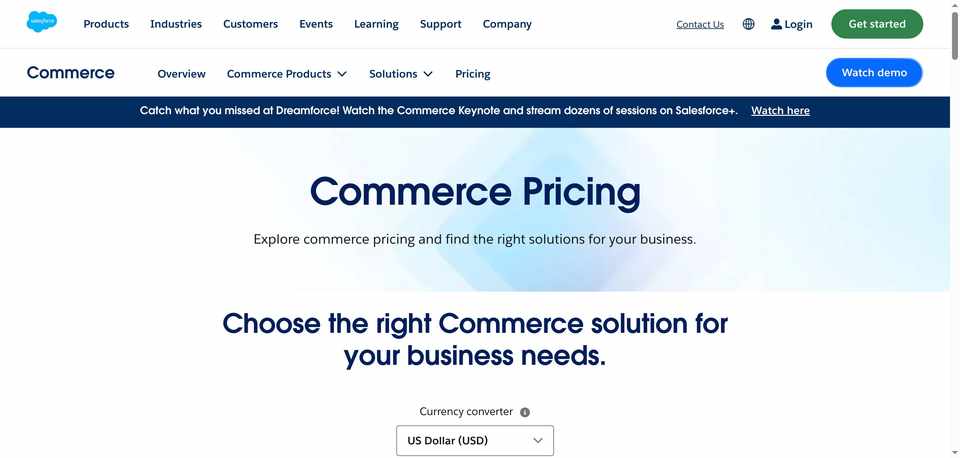 salesforce
Products Industries Customers Events Learning Support Company Contact Us Login Get started
Commerce Overview Commerce Products Solutions Pricing Watch demo
Catch what you missed at Dreamforce! Watch the Commerce Keynote and stream dozens of sessions on Salesforce+. Watch here
Commerce Pricing
Explore commerce pricing and find the right solutions for your business.
Choose the right Commerce solution for
your business needs.
Currency converter
US Dollar (USD)